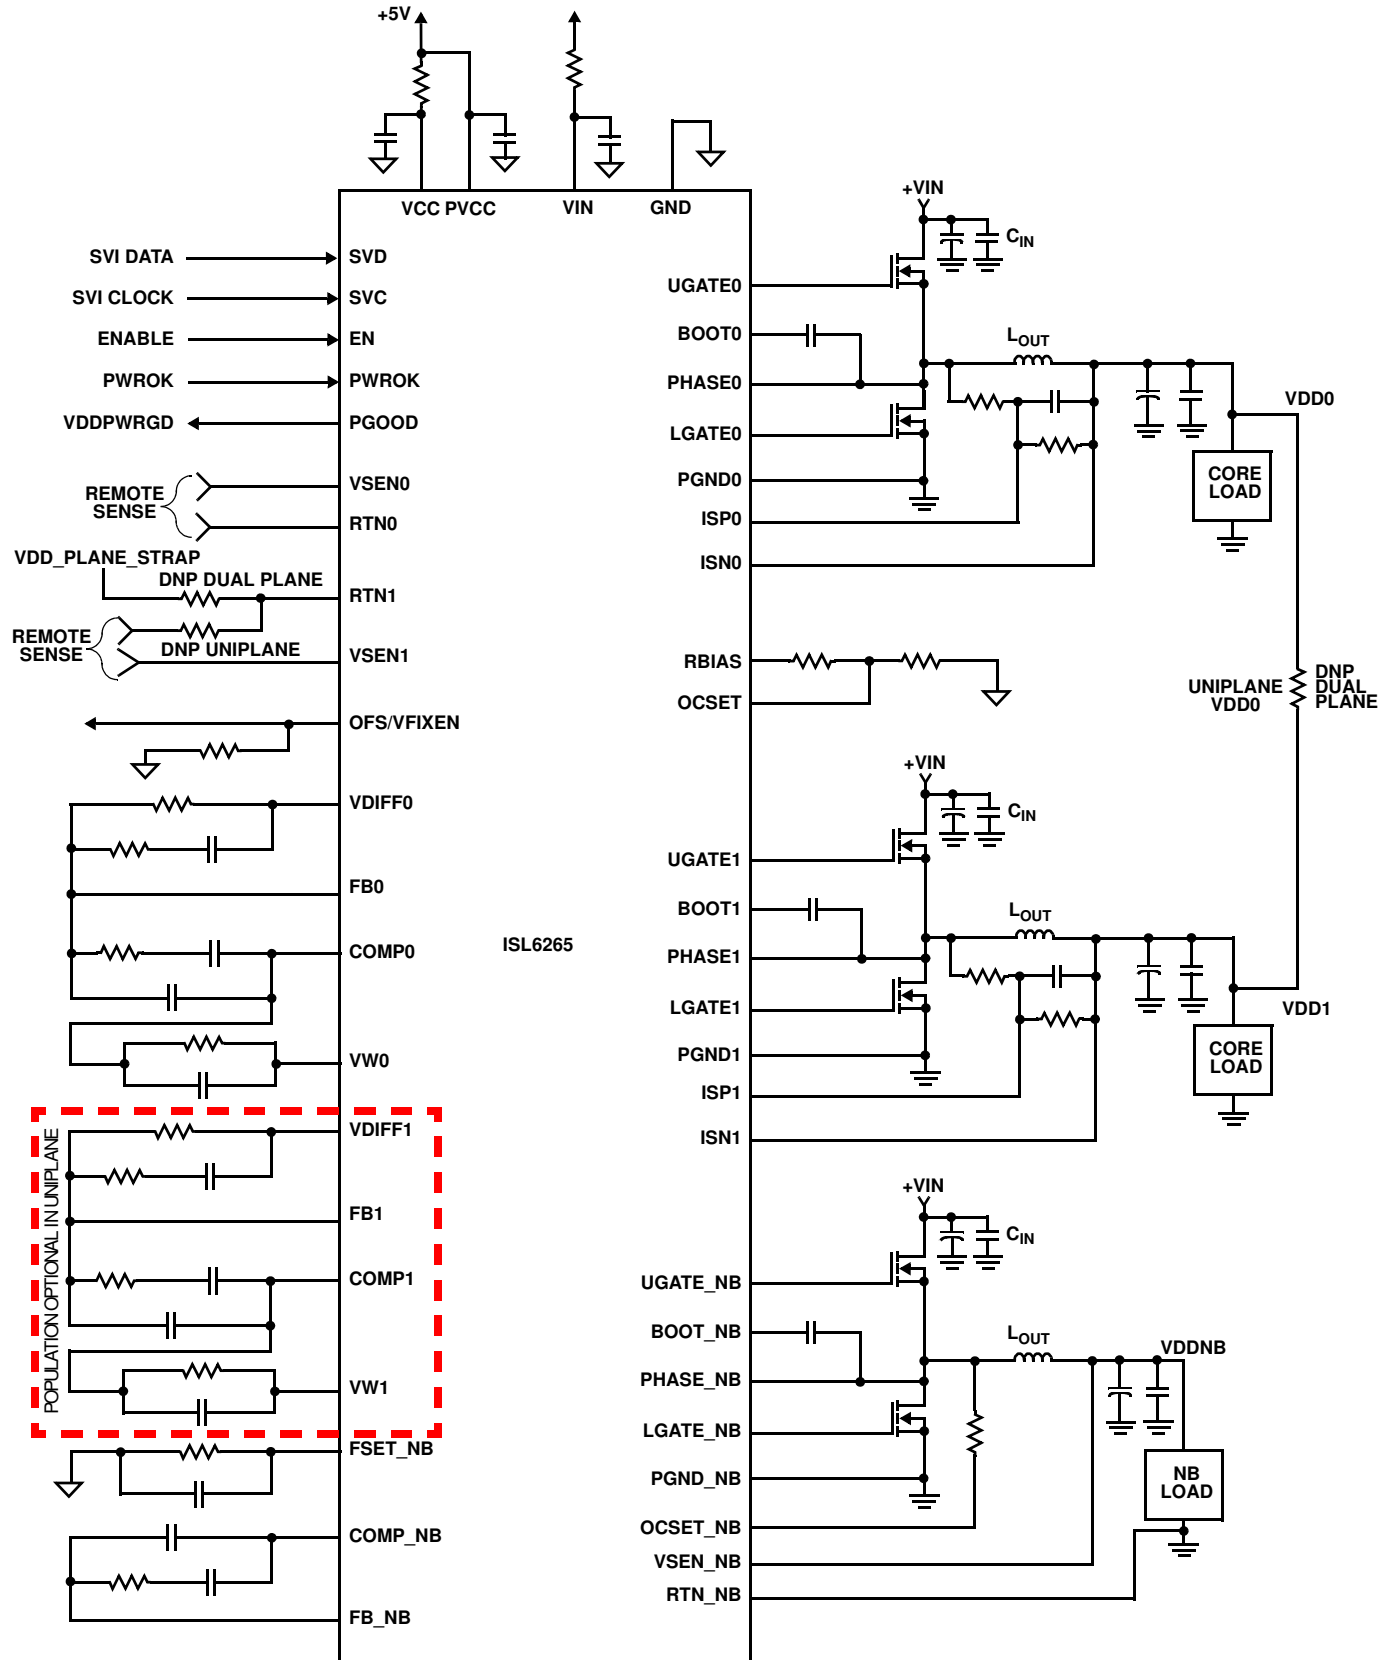 +5V
VCC PVCC
VIN
GND
SVI DATA
SVD
SVI CLOCK
SVC
ENABLE
EN
PWROK
PWROK
VDDPWRGD
PGOOD
REMOTE
SENSE
VSEN0
RTN0
VDD_PLANE_STRAP
DNP DUAL PLANE
RTN1
REMOTE
SENSE
DNP UNIPLANE
VSEN1
OFS/VFIXEN
VDIFF0
FB0
COMP0
VW0
POPULATION OPTIONAL IN UNIPLANE
VDIFF1
FB1
COMP1
VW1
FSET_NB
COMP_NB
FB_NB
ISL6265
+VIN
CIN
UGATE0
BOOT0
LOUT
PHASE0
LGATE0
PGND0
ISP0
ISN0
VDD0
CORE
LOAD
RBIAS
OCSET
UNIPLANE
VDD0
DNP
DUAL
PLANE
+VIN
CIN
UGATE1
BOOT1
LOUT
PHASE1
LGATE1
PGND1
ISP1
ISN1
VDD1
CORE
LOAD
+VIN
CIN
UGATE_NB
BOOT_NB
LOUT
VDDNB
PHASE_NB
LGATE_NB
PGND_NB
OCSET_NB
VSEN_NB
RTN_NB
NB
LOAD